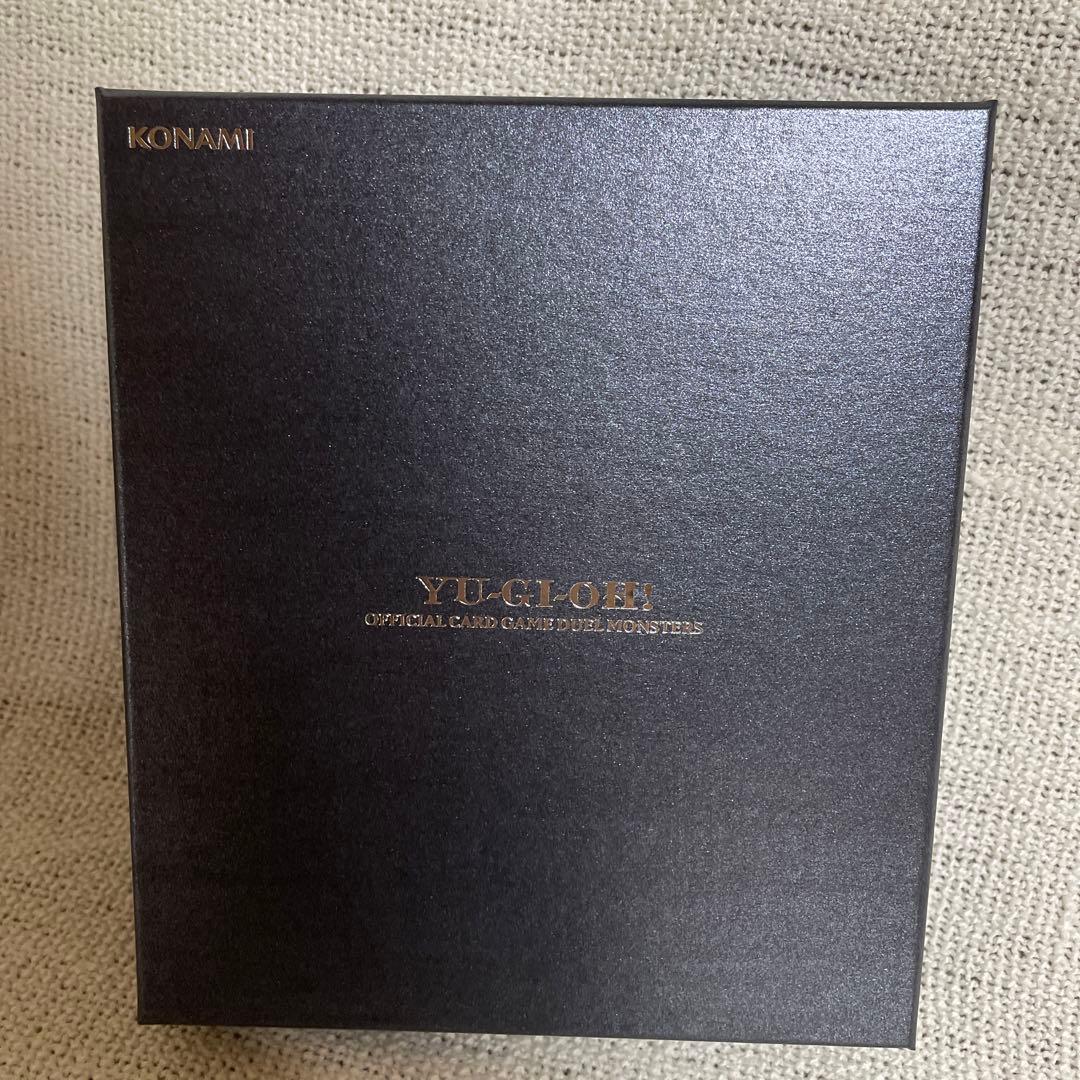 KONAMI
YU-GI-OH!
OFFICIAL CARD GAME DUEL MONSTERS